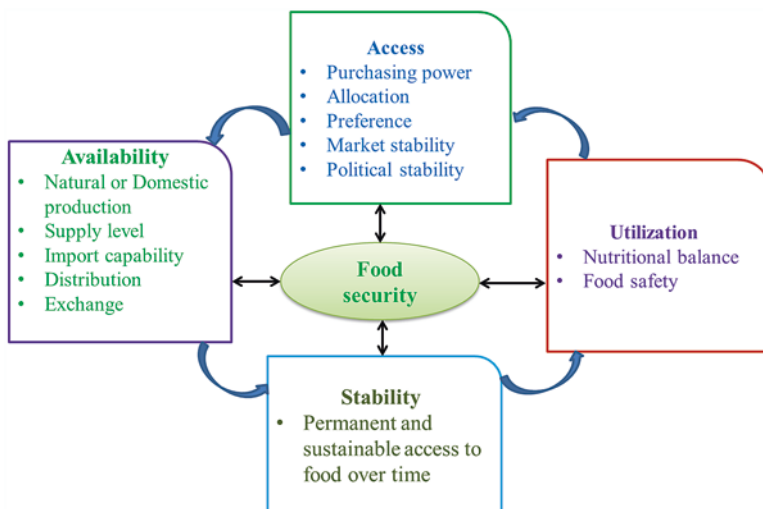 Access
• Purchasing power
• Allocation
• Preference
• Market stability
• Political stability
Availability
• Natural or Domestic
production
• Supply level
• Import capability
• Distribution
• Exchange
Food
security
Utilization
• Nutritional balance
• Food safety
Stability
• Permanent and
sustainable access to
food over time